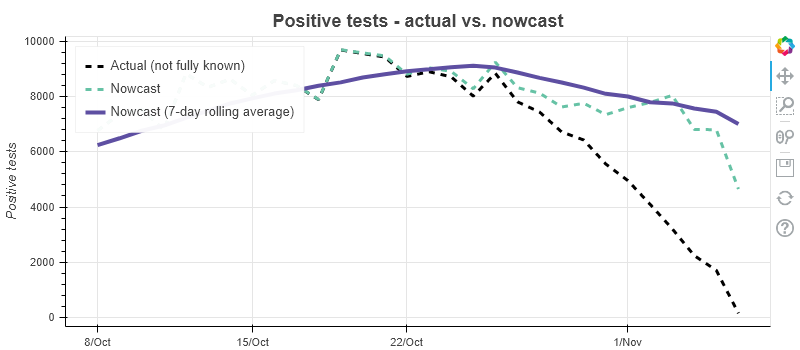 Positive tests - actual vs. nowcast
10000
8000
6000
4000
2000
0
Positive tests
Actual (not fully known)
Nowcast
Nowcast (7-day rolling average)
8/Oct
15/Oct
22/Oct
1/Nov